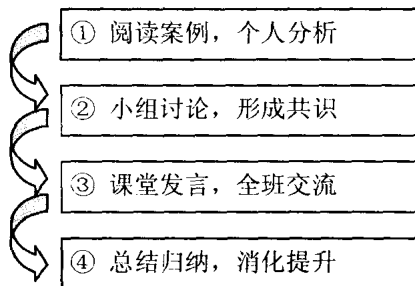 ① 阅读案例，个人分析
② 小组讨论，形成共识
③ 课堂发言，全班交流
④ 总结归纳，消化提升